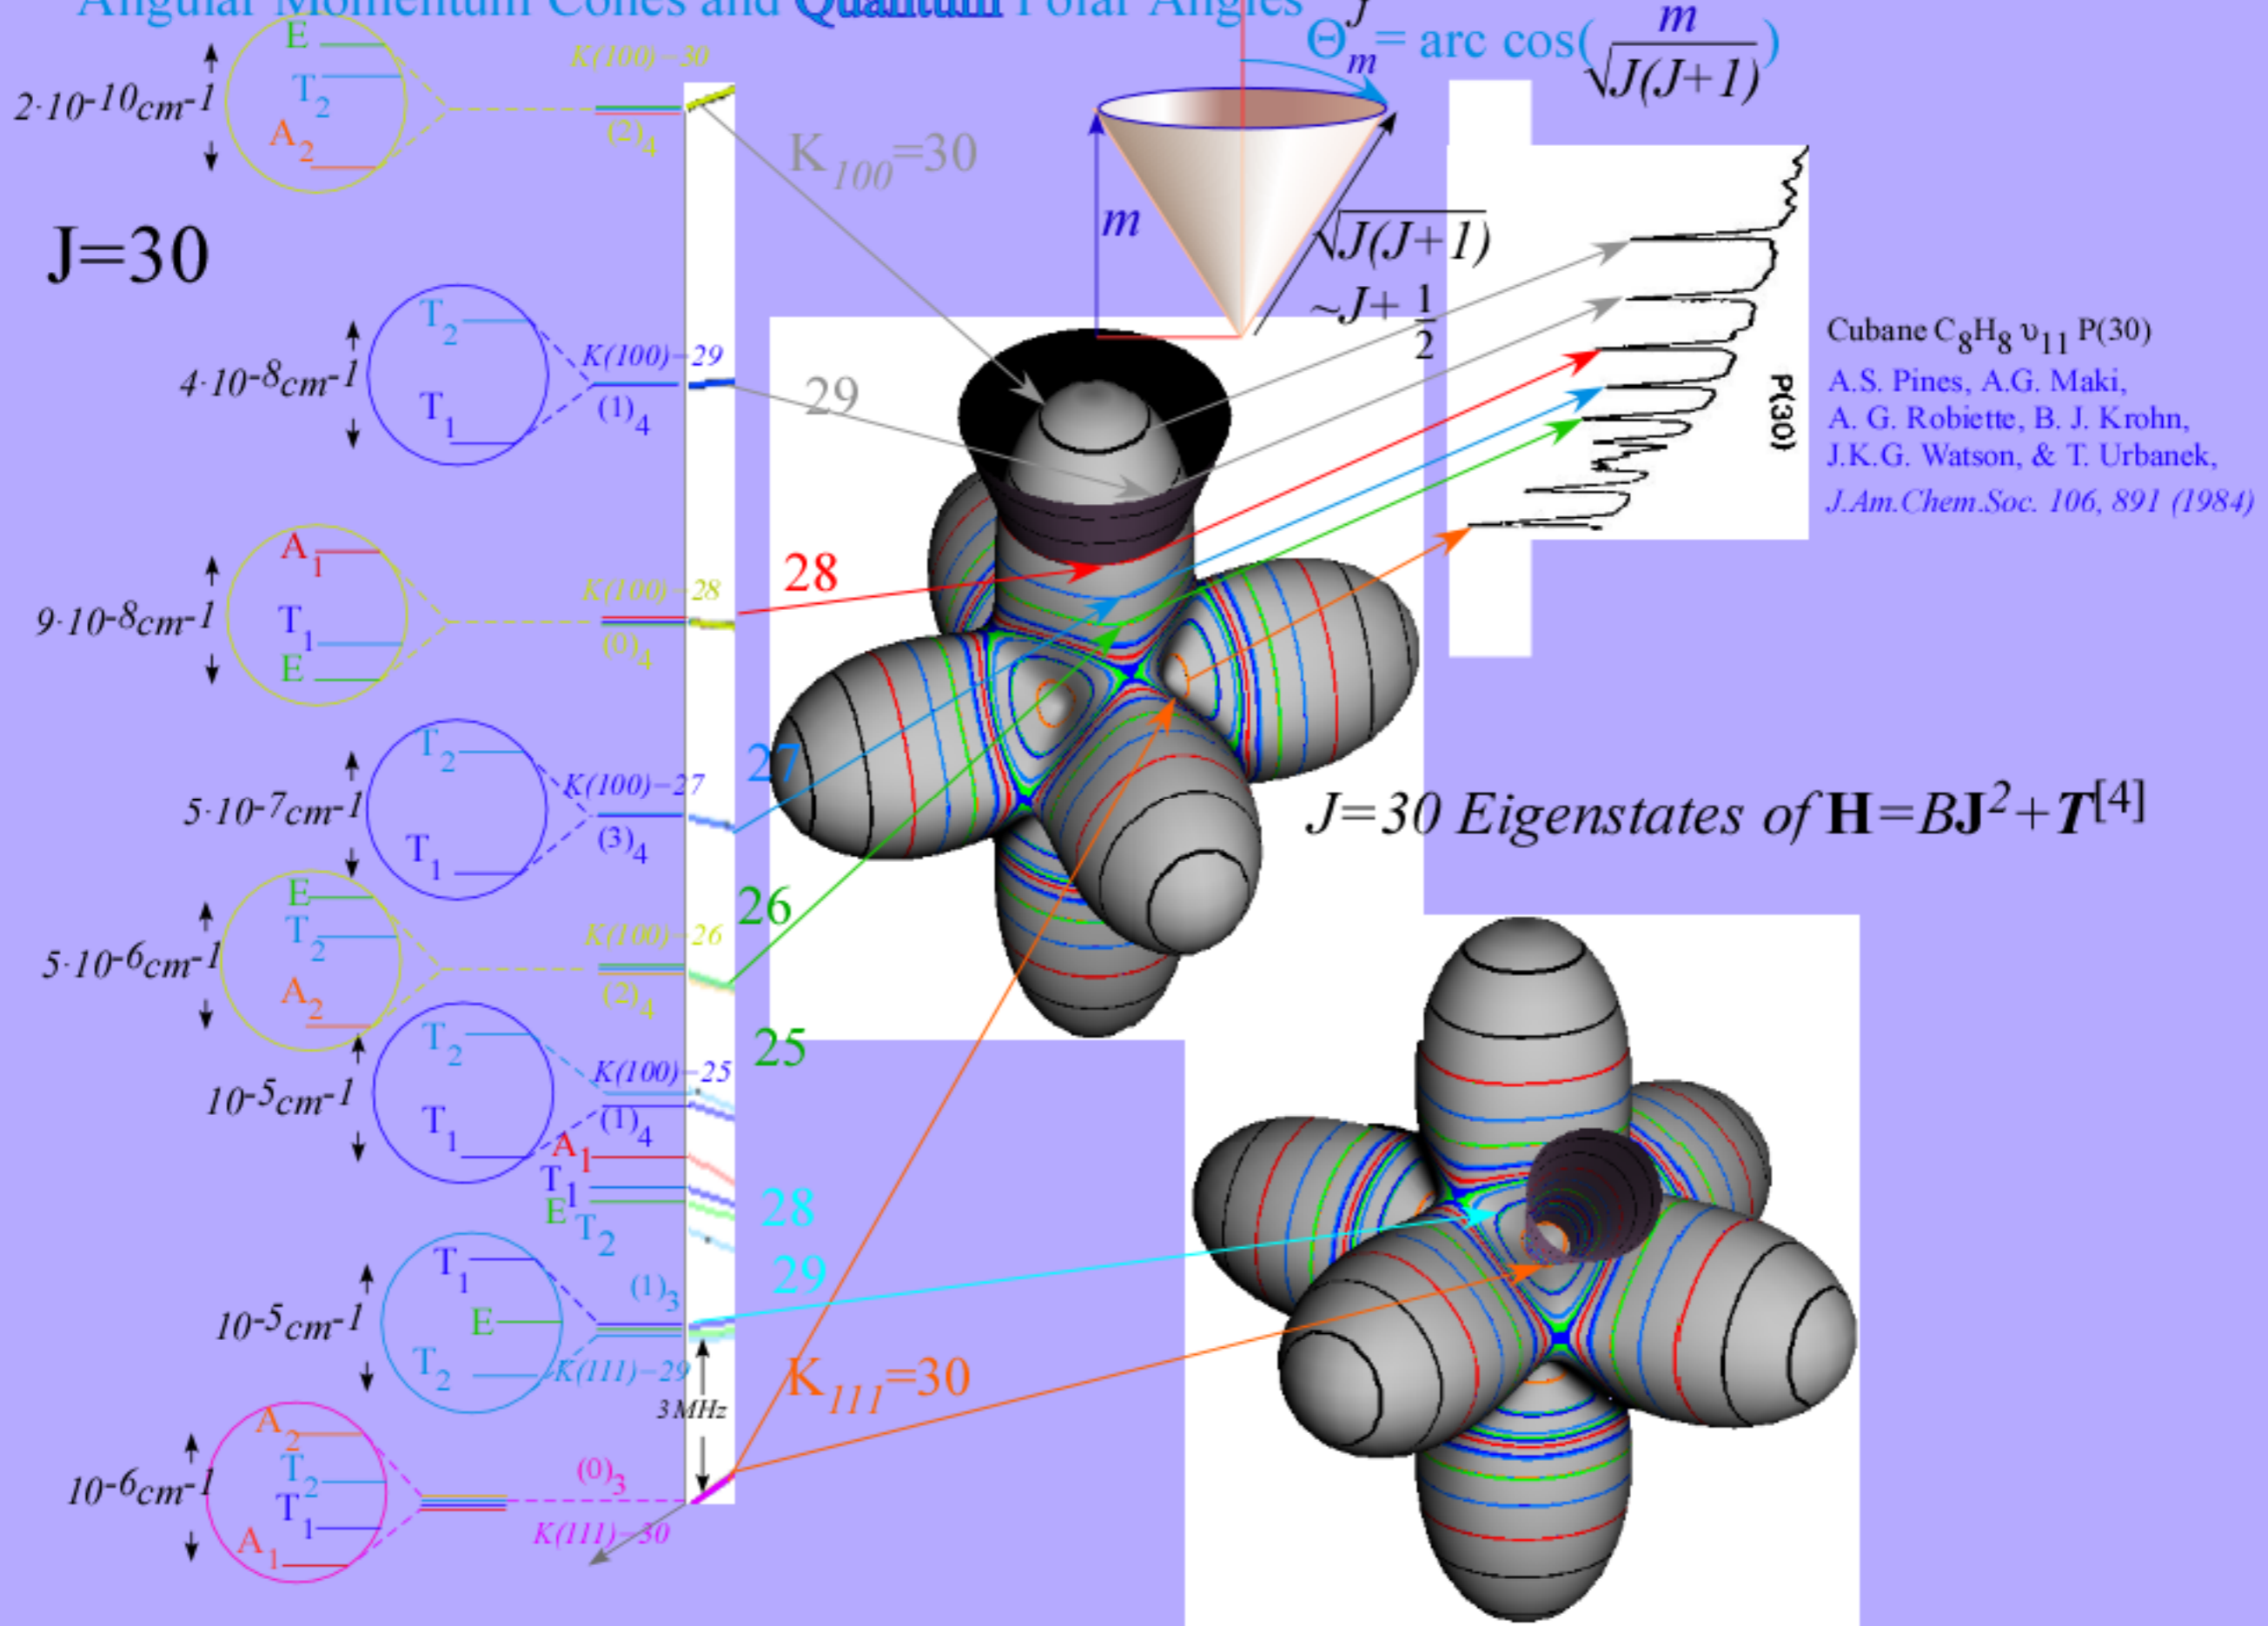 Angular Momentum Cones and Quantum Polar Angles
Θ J m = arc cos( m / √J(J+1) )
E
T2
A2
2·10-10cm-1
K(100)=30
(2)4
K100=30
m
√J(J+1)
~J+ 1/2
J=30
T2
T1
4·10-8cm-1
K(100)=29
(1)4
29
P(30)
Cubane C8H8 υ11 P(30)
A.S. Pines, A.G. Maki,
A. G. Robiette, B. J. Krohn,
J.K.G. Watson, & T. Urbanek,
J.Am.Chem.Soc. 106, 891 (1984)
A1
T1
E
9·10-8cm-1
K(100)=28
(0)4
28
T2
T1
5·10-7cm-1
K(100)=27
(3)4
27
J=30 Eigenstates of H=BJ2+T[4]
E
T2
A2
5·10-6cm-1
K(100)=26
(2)4
26
T2
T1
10-5cm-1
K(100)=25
(1)4
25
A1
T1
E
T2
28
T1
E
T2
10-5cm-1
(1)3
K(111)=29
29
3 MHz
K111=30
A2
T2
T1
A1
10-6cm-1
(0)3
K(111)=30